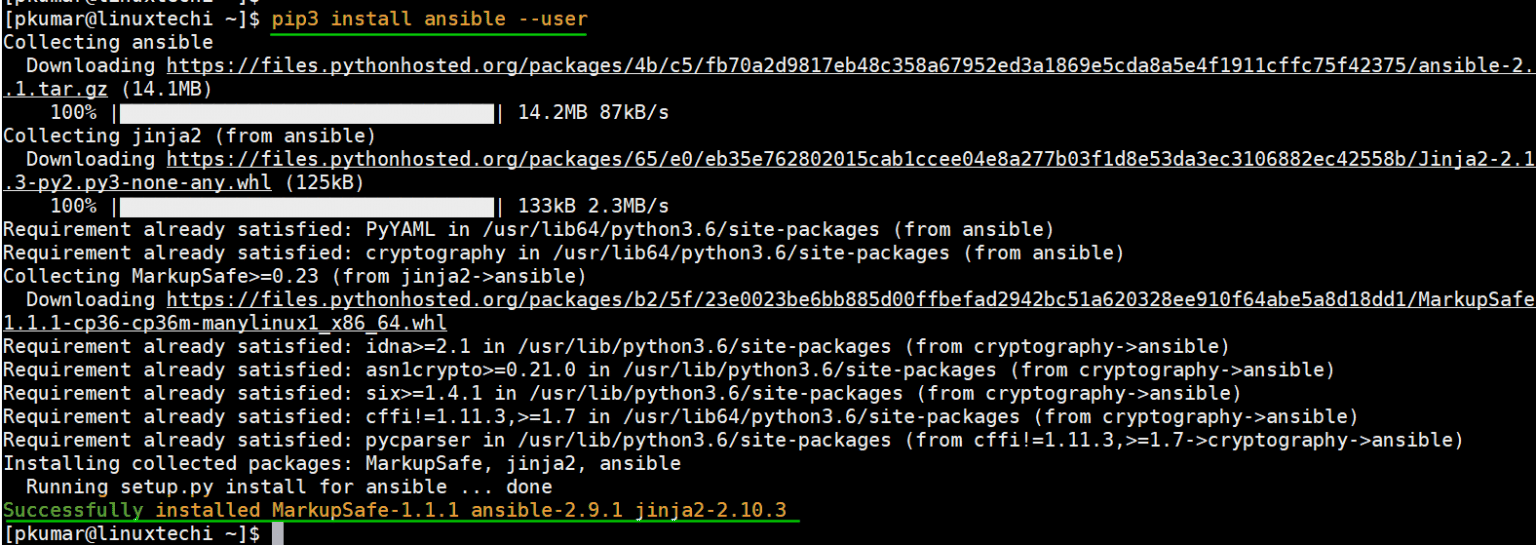 [pkumar@linuxtechi ~]$ pip3 install ansible --user
Collecting ansible
  Downloading https://files.pythonhosted.org/packages/4b/c5/fb70a2d9817eb48c358a67952ed3a1869e5cda8a5e4f1911cffc75f42375/ansible-2.
.1.tar.gz (14.1MB)
    100% |████████████████████████████████| 14.2MB 87kB/s
Collecting jinja2 (from ansible)
  Downloading https://files.pythonhosted.org/packages/65/e0/eb35e762802015cab1ccee04e8a277b03f1d8e53da3ec3106882ec42558b/Jinja2-2.1
.3-py2.py3-none-any.whl (125kB)
    100% |████████████████████████████████| 133kB 2.3MB/s
Requirement already satisfied: PyYAML in /usr/lib64/python3.6/site-packages (from ansible)
Requirement already satisfied: cryptography in /usr/lib64/python3.6/site-packages (from ansible)
Collecting MarkupSafe>=0.23 (from jinja2->ansible)
  Downloading https://files.pythonhosted.org/packages/b2/5f/23e0023be6bb885d00ffbefad2942bc51a620328ee910f64abe5a8d18dd1/MarkupSafe
1.1.1-cp36-cp36m-manylinux1_x86_64.whl
Requirement already satisfied: idna>=2.1 in /usr/lib/python3.6/site-packages (from cryptography->ansible)
Requirement already satisfied: asn1crypto>=0.21.0 in /usr/lib/python3.6/site-packages (from cryptography->ansible)
Requirement already satisfied: six>=1.4.1 in /usr/lib/python3.6/site-packages (from cryptography->ansible)
Requirement already satisfied: cffi!=1.11.3,>=1.7 in /usr/lib64/python3.6/site-packages (from cryptography->ansible)
Requirement already satisfied: pycparser in /usr/lib/python3.6/site-packages (from cffi!=1.11.3,>=1.7->cryptography->ansible)
Installing collected packages: MarkupSafe, jinja2, ansible
  Running setup.py install for ansible ... done
Successfully installed MarkupSafe-1.1.1 ansible-2.9.1 jinja2-2.10.3
[pkumar@linuxtechi ~]$